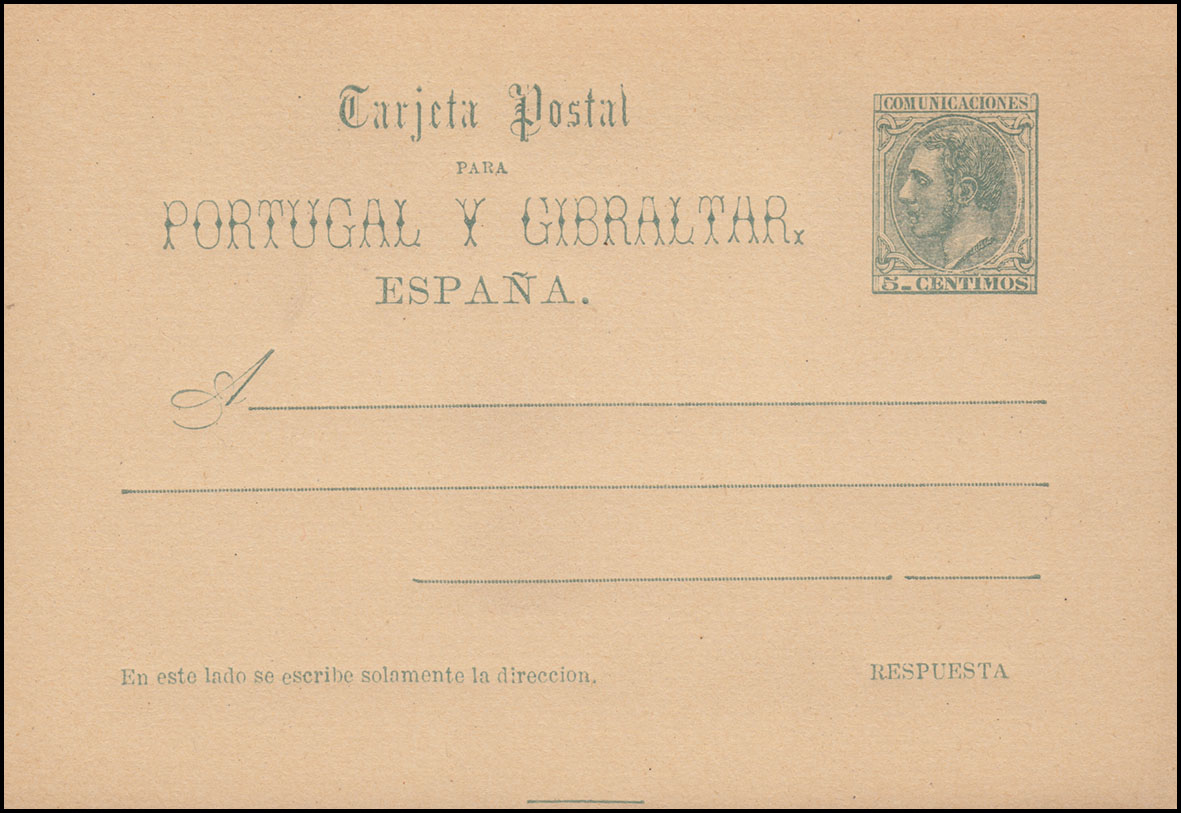 Tarjeta Postal
PARA
PORTUGAL Y GIBRALTAR.
ESPAÑA.
COMUNICACIONES
5- CENTIMOS
A
En este lado se escribe solamente la direccion.
RESPUESTA